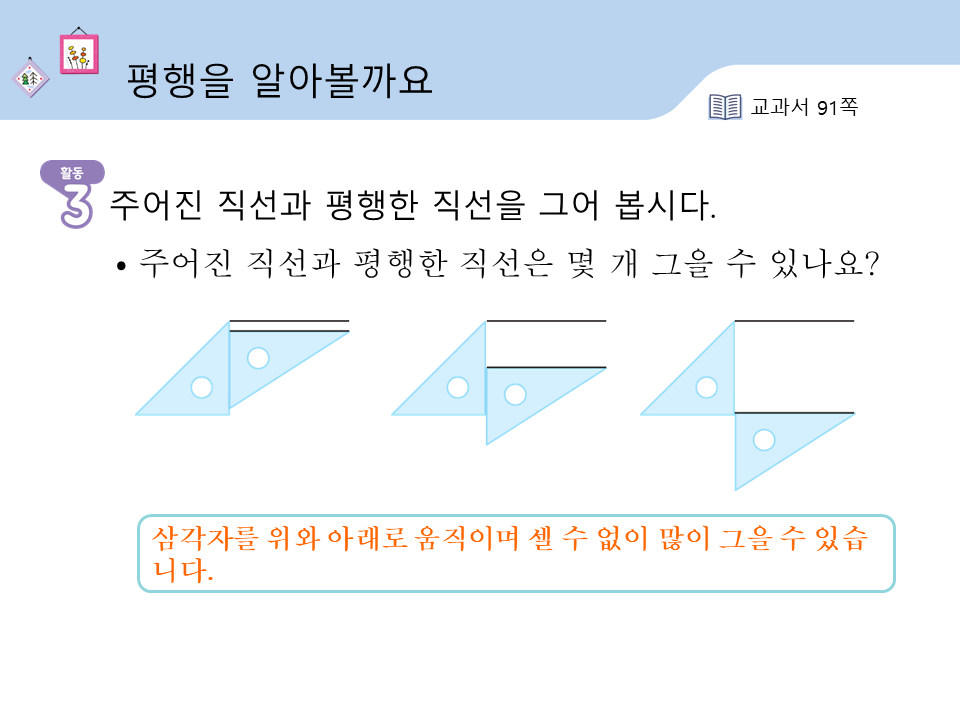 평행을 알아볼까요
교과서 91쪽
활동
3 주어진 직선과 평행한 직선을 그어 봅시다.
• 주어진 직선과 평행한 직선은 몇 개 그을 수 있나요?
삼각자를 위와 아래로 움직이며 셀 수 없이 많이 그을 수 있습
니다.